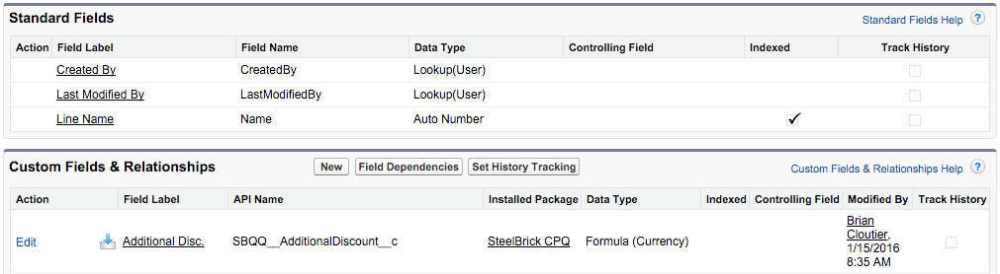 Standard Fields
Standard Fields Help ?
Action Field Label Field Name Data Type Controlling Field Indexed Track History
Created By CreatedBy Lookup(User)
Last Modified By LastModifiedBy Lookup(User)
Line Name Name Auto Number
Custom Fields & Relationships New Field Dependencies Set History Tracking Custom Fields & Relationships Help ?
Action Field Label API Name Installed Package Data Type Indexed Controlling Field Modified By Track History
Edit Additional Disc. SBQQ__AdditionalDiscount__c SteelBrick CPQ Formula (Currency)
Brian
Cloutier,
1/15/2016
8:35 AM